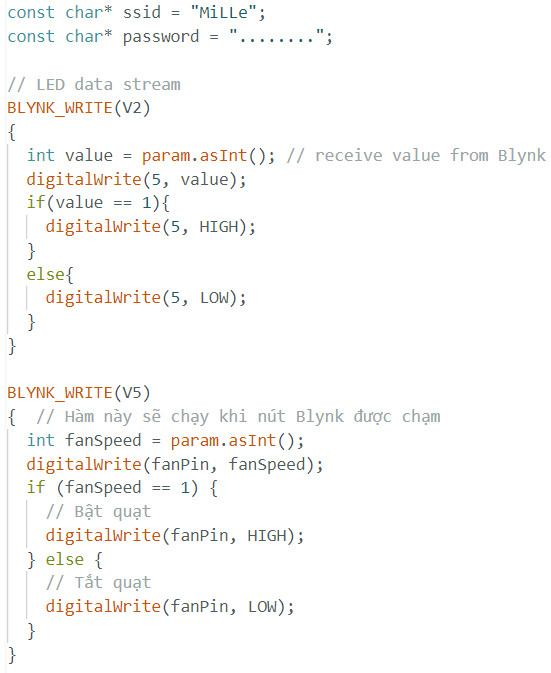 const char* ssid = "MiLLe";
const char* password = "........";

// LED data stream
BLYNK_WRITE(V2)
{
  int value = param.asInt(); // receive value from Blynk
  digitalWrite(5, value);
  if(value == 1){
    digitalWrite(5, HIGH);
  }
  else{
    digitalWrite(5, LOW);
  }
}

BLYNK_WRITE(V5)
{  // Hàm này sẽ chạy khi nút Blynk được chạm
  int fanSpeed = param.asInt();
  digitalWrite(fanPin, fanSpeed);
  if (fanSpeed == 1) {
    // Bật quạt
    digitalWrite(fanPin, HIGH);
  } else {
    // Tắt quạt
    digitalWrite(fanPin, LOW);
  }
}